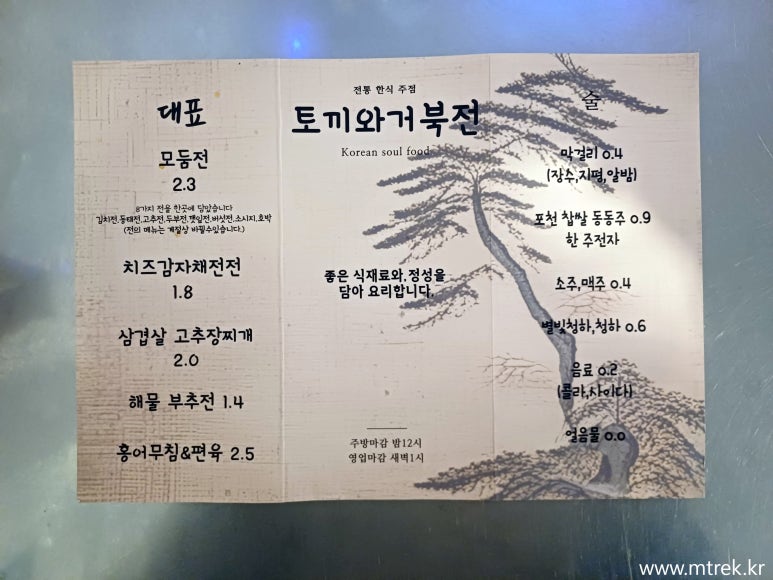 대표
모둠전
2.3
8가지 전을 한곳에 담았습니다
김치전,동태전,고추전,두부전,깻잎전,버섯전,소시지,호박
(전의 메뉴는 계절상 바뀔수있습니다.)
치즈감자채전전
1.8
삼겹살 고추장찌개
2.0
해물 부추전 1.4
홍어무침&편육 2.5
전통 한식 주점
토끼와거북전
Korean soul food
좋은 식재료와,정성을
담아 요리합니다.
주방마감 밤12시
영업마감 새벽1시
술
막걸리 0.4
(장수,지평,알밤)
포천 찹쌀 동동주 0.9
한 주전자
소주,맥주 0.4
별빛청하,청하 0.6
음료 0.2
(콜라,사이다)
얼음물 0.0
www.mtrek.kr